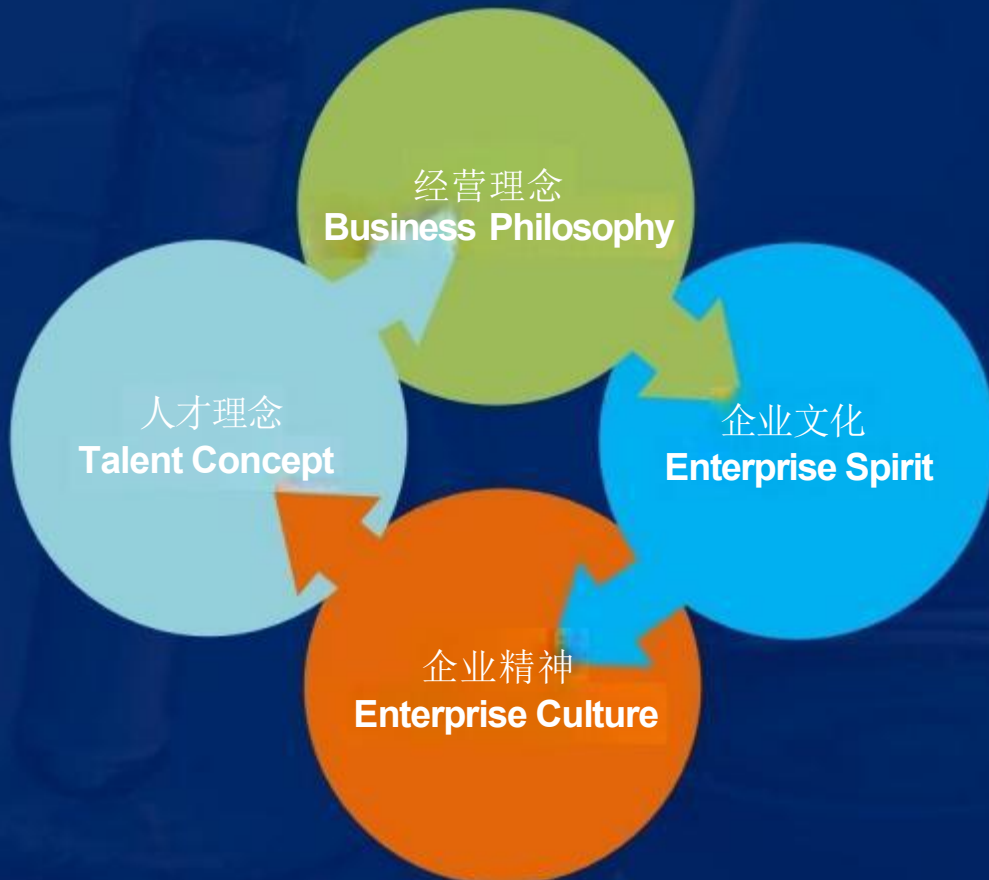 经营理念
Business Philosophy
人才理念
Talent Concept
企业文化
Enterprise Spirit
企业精神
Enterprise Culture